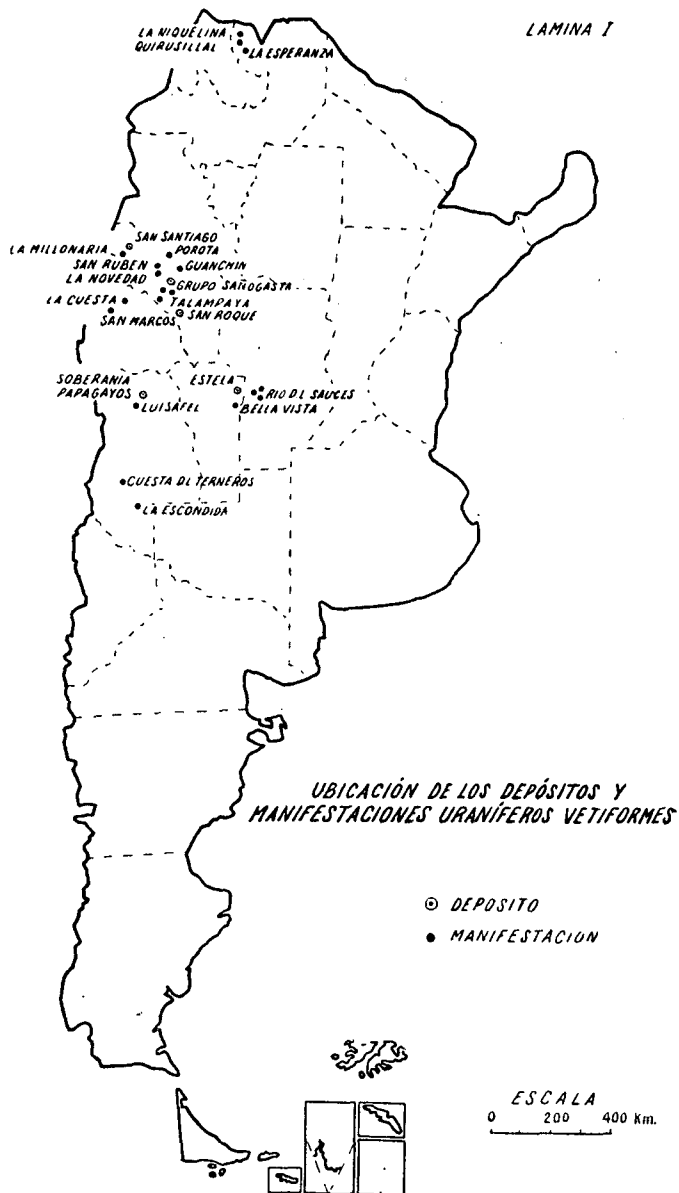 LAMINA I
LA NIQUELINA
QUIRUSILLAL
LA ESPERANZA
SAN SANTIAGO
LA MILLONARIA
POROTA
SAN RUBEN
GUANCHIN
LA NOVEDAD
GRUPO SAÑOGASTA
LA CUESTA
TALAMPAYA
SAN MARCOS
SAN ROQUE
SOBERANIA
PAPAGAYOS
ESTELA
RIO D.L SAUCES
LUISAFEL
BELLA VISTA
CUESTA D.L TERNEROS
LA ESCONDIDA
UBICACIÓN DE LOS DEPÓSITOS Y
MANIFESTACIONES URANÍFEROS VETIFORMES
DEPOSITO
MANIFESTACION
ESCALA
0 200 400 Km.